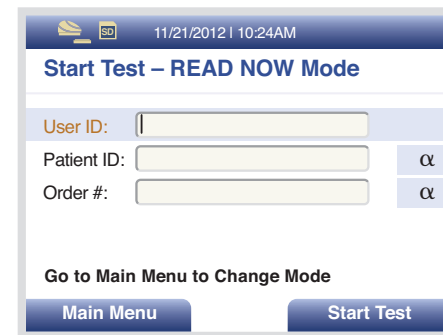 SD 11/21/2012 | 10:24AM
Start Test – READ NOW Mode
User ID:
Patient ID: α
Order #: α
Go to Main Menu to Change Mode
Main Menu Start Test